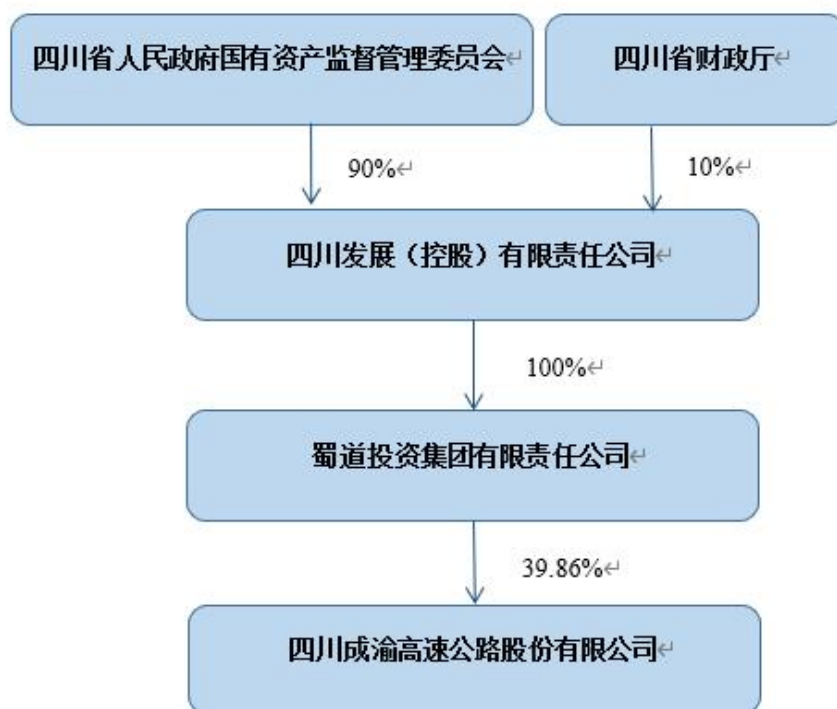 四川省人民政府国有资产监督管理委员会↵
四川省财政厅↵
90%↵
10%↵
四川发展（控股）有限责任公司↵
100%↵
蜀道投资集团有限责任公司↵
39.86%↵
四川成渝高速公路股份有限公司↵